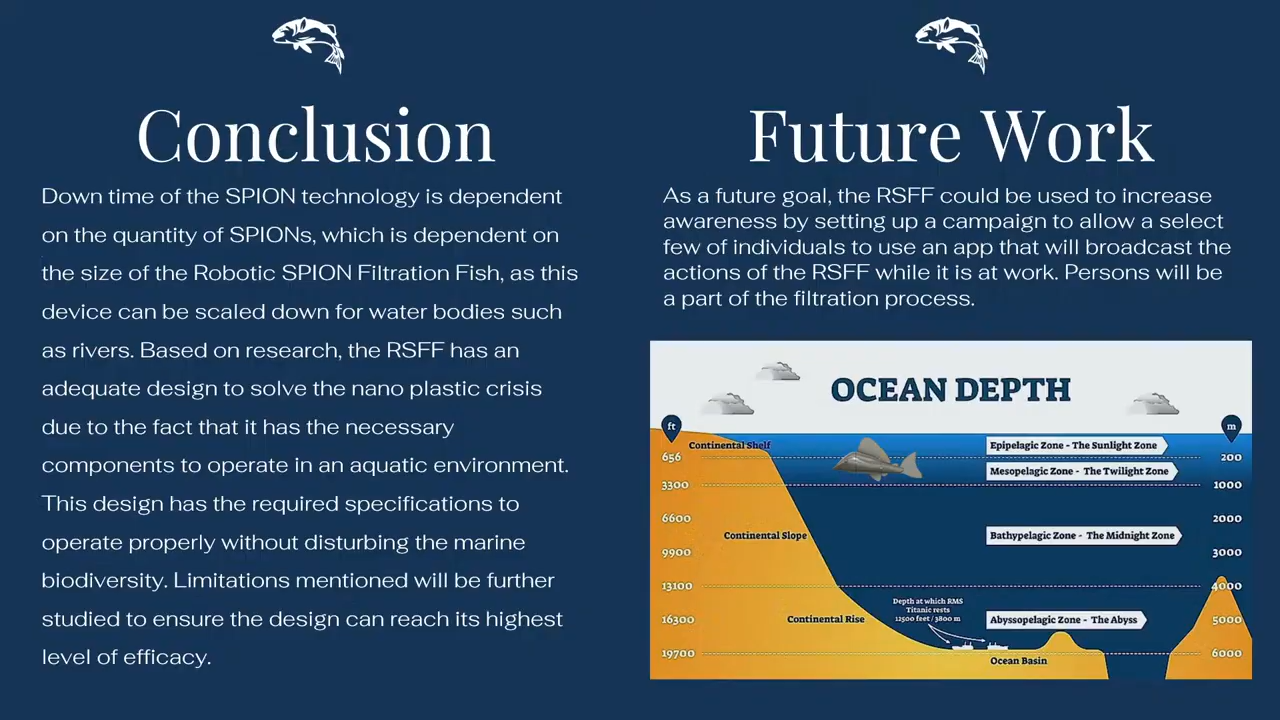 Conclusion
Down time of the SPION technology is dependent
on the quantity of SPIONs, which is dependent on
the size of the Robotic SPION Filtration Fish, as this
device can be scaled down for water bodies such
as rivers. Based on research, the RSFF has an
adequate design to solve the nano plastic crisis
due to the fact that it has the necessary
components to operate in an aquatic environment.
This design has the required specifications to
operate properly without disturbing the marine
biodiversity. Limitations mentioned will be further
studied to ensure the design can reach its highest
level of efficacy.
Future Work
As a future goal, the RSFF could be used to increase
awareness by setting up a campaign to allow a select
few of individuals to use an app that will broadcast the
actions of the RSFF while it is at work. Persons will be
a part of the filtration process.
OCEAN DEPTH
ft
m
Continental Shelf
Epipelagic Zone - The Sunlight Zone
656
200
Mesopelagic Zone - The Twilight Zone
3300
1000
6600
2000
Continental Slope
Bathypelagic Zone - The Midnight Zone
9900
3000
13100
4000
Depth at which RMS
Titanic rests
12500 feet / 3800 m
16300
Continental Rise
Abyssopelagic Zone - The Abyss
5000
19700
6000
Ocean Basin